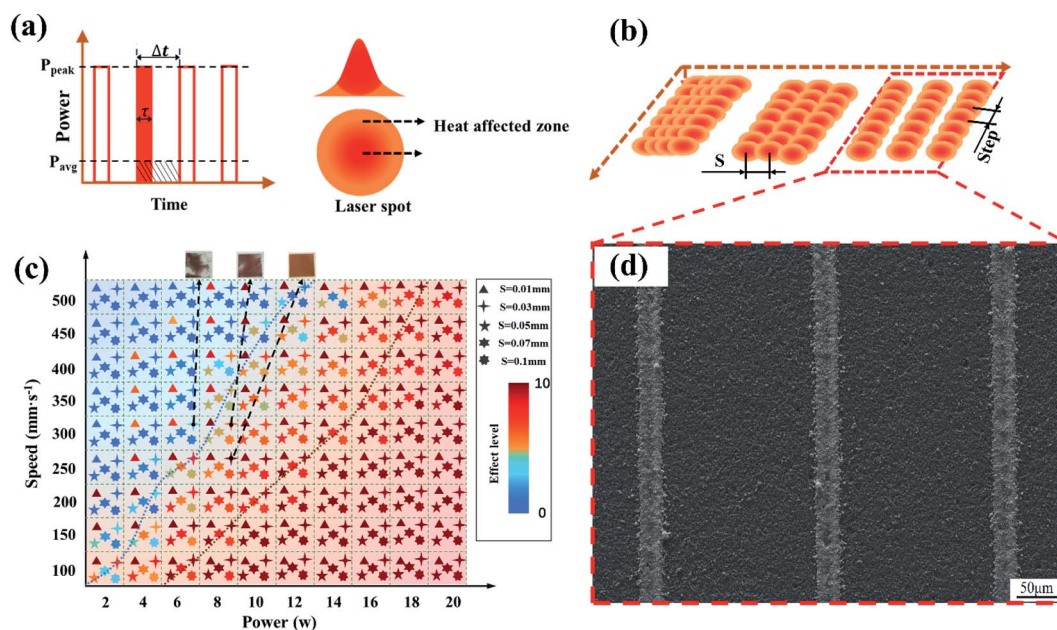 (a)
Δt
P_peak
τ
Power
P_avg
Time
Heat affected zone
Laser spot
(b)
S
Step
(c)
500
450
400
350
300
250
200
150
100
Speed (mm·s⁻¹)
2 4 6 8 10 12 14 16 18 20
Power (w)
S=0.01mm
S=0.03mm
S=0.05mm
S=0.07mm
S=0.1mm
10
Effect level
0
(d)
50μm